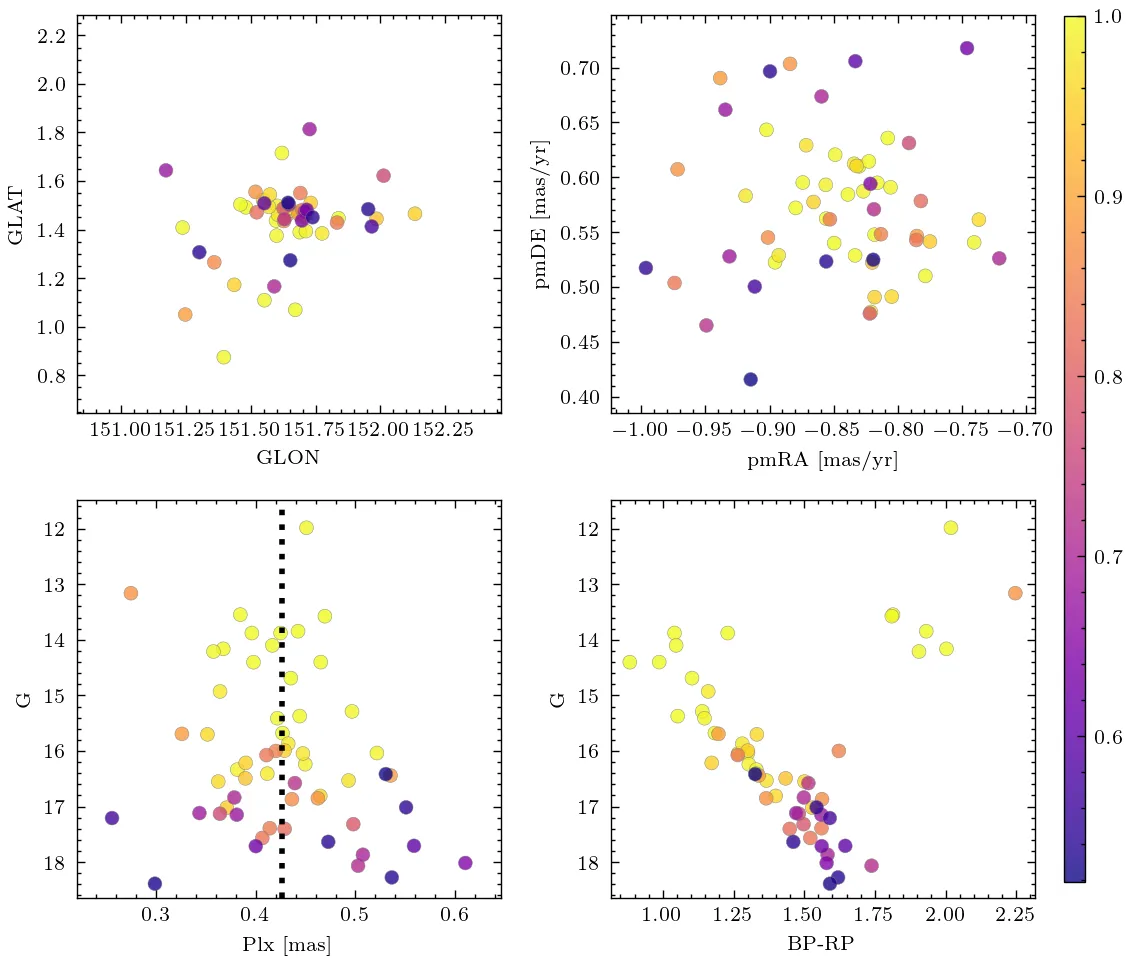 2.2
2.0
1.8
1.6
1.4
1.2
1.0
0.8
GLAT
151.00 151.25 151.50 151.75 152.00 152.25
GLON
0.70
0.65
0.60
0.55
0.50
0.45
0.40
pmDE [mas/yr]
−1.00 −0.95 −0.90 −0.85 −0.80 −0.75 −0.70
pmRA [mas/yr]
12
13
14
15
16
17
18
G
0.3 0.4 0.5 0.6
Plx [mas]
12
13
14
15
16
17
18
G
1.00 1.25 1.50 1.75 2.00 2.25
BP-RP
1.0
0.9
0.8
0.7
0.6